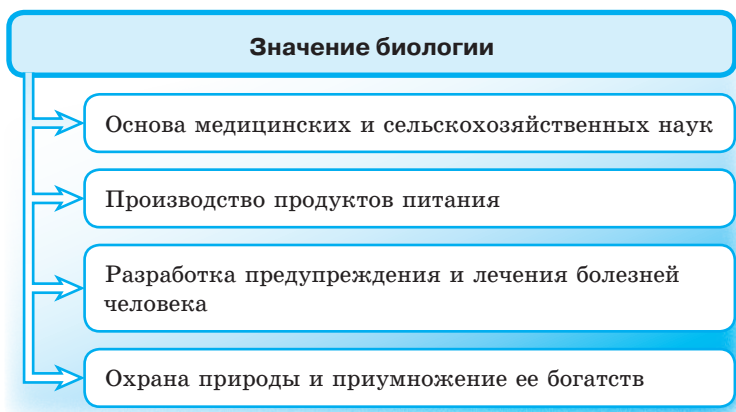 Значение биологии
Основа медицинских и сельскохозяйственных наук
Производство продуктов питания
Разработка предупреждения и лечения болезней
человека
Охрана природы и приумножение ее богатств